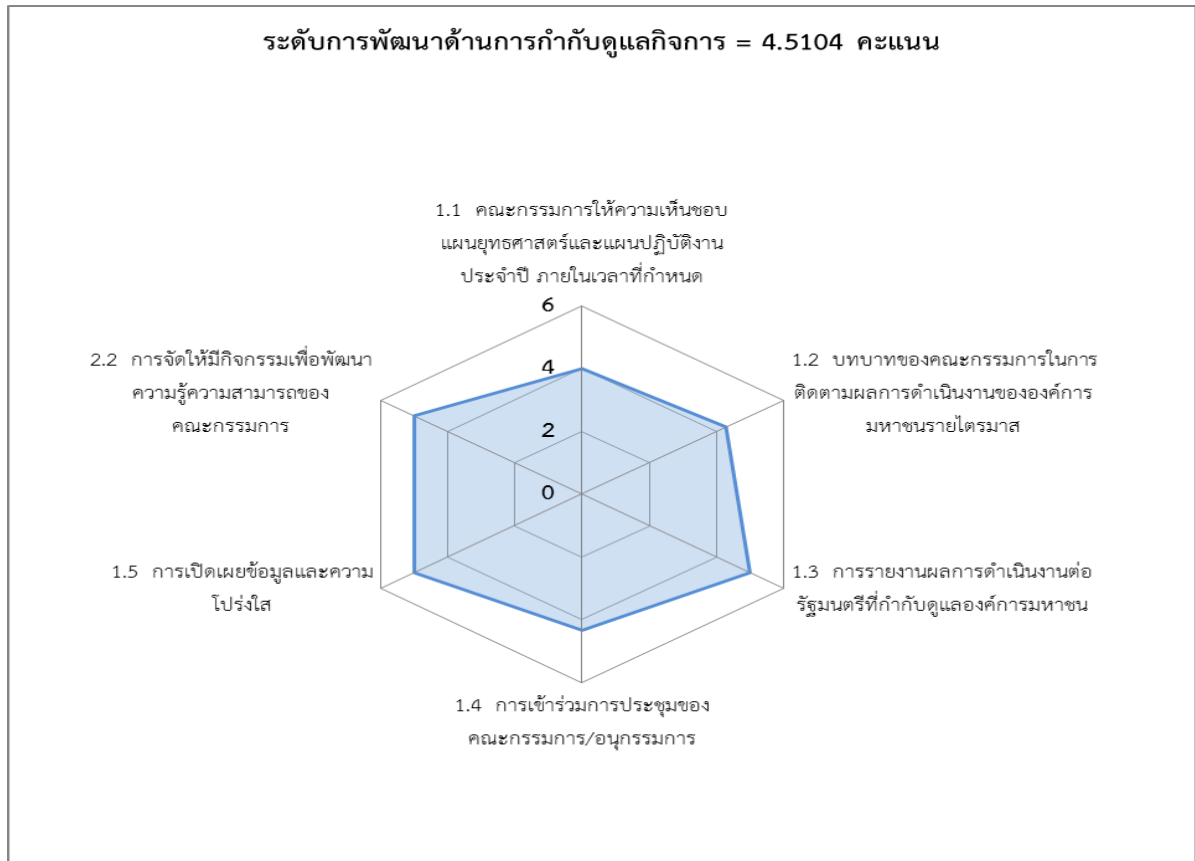 ระดับการพัฒนาด้านการกำกับดูแลกิจการ = 4.5104 คะแนน
1.1 คณะกรรมการให้ความเห็นชอบ
แผนยุทธศาสตร์และแผนปฏิบัติงาน
ประจำปี ภายในเวลาที่กำหนด
6
4
2
0
2.2 การจัดให้มีกิจกรรมเพื่อพัฒนา
ความรู้ความสามารถของ
คณะกรรมการ
1.2 บทบาทของคณะกรรมการในการ
ติดตามผลการดำเนินงานขององค์การ
มหาชนรายไตรมาส
1.5 การเปิดเผยข้อมูลและความ
โปร่งใส
1.3 การรายงานผลการดำเนินงานต่อ
รัฐมนตรีที่กำกับดูแลองค์การมหาชน
1.4 การเข้าร่วมการประชุมของ
คณะกรรมการ/อนุกรรมการ